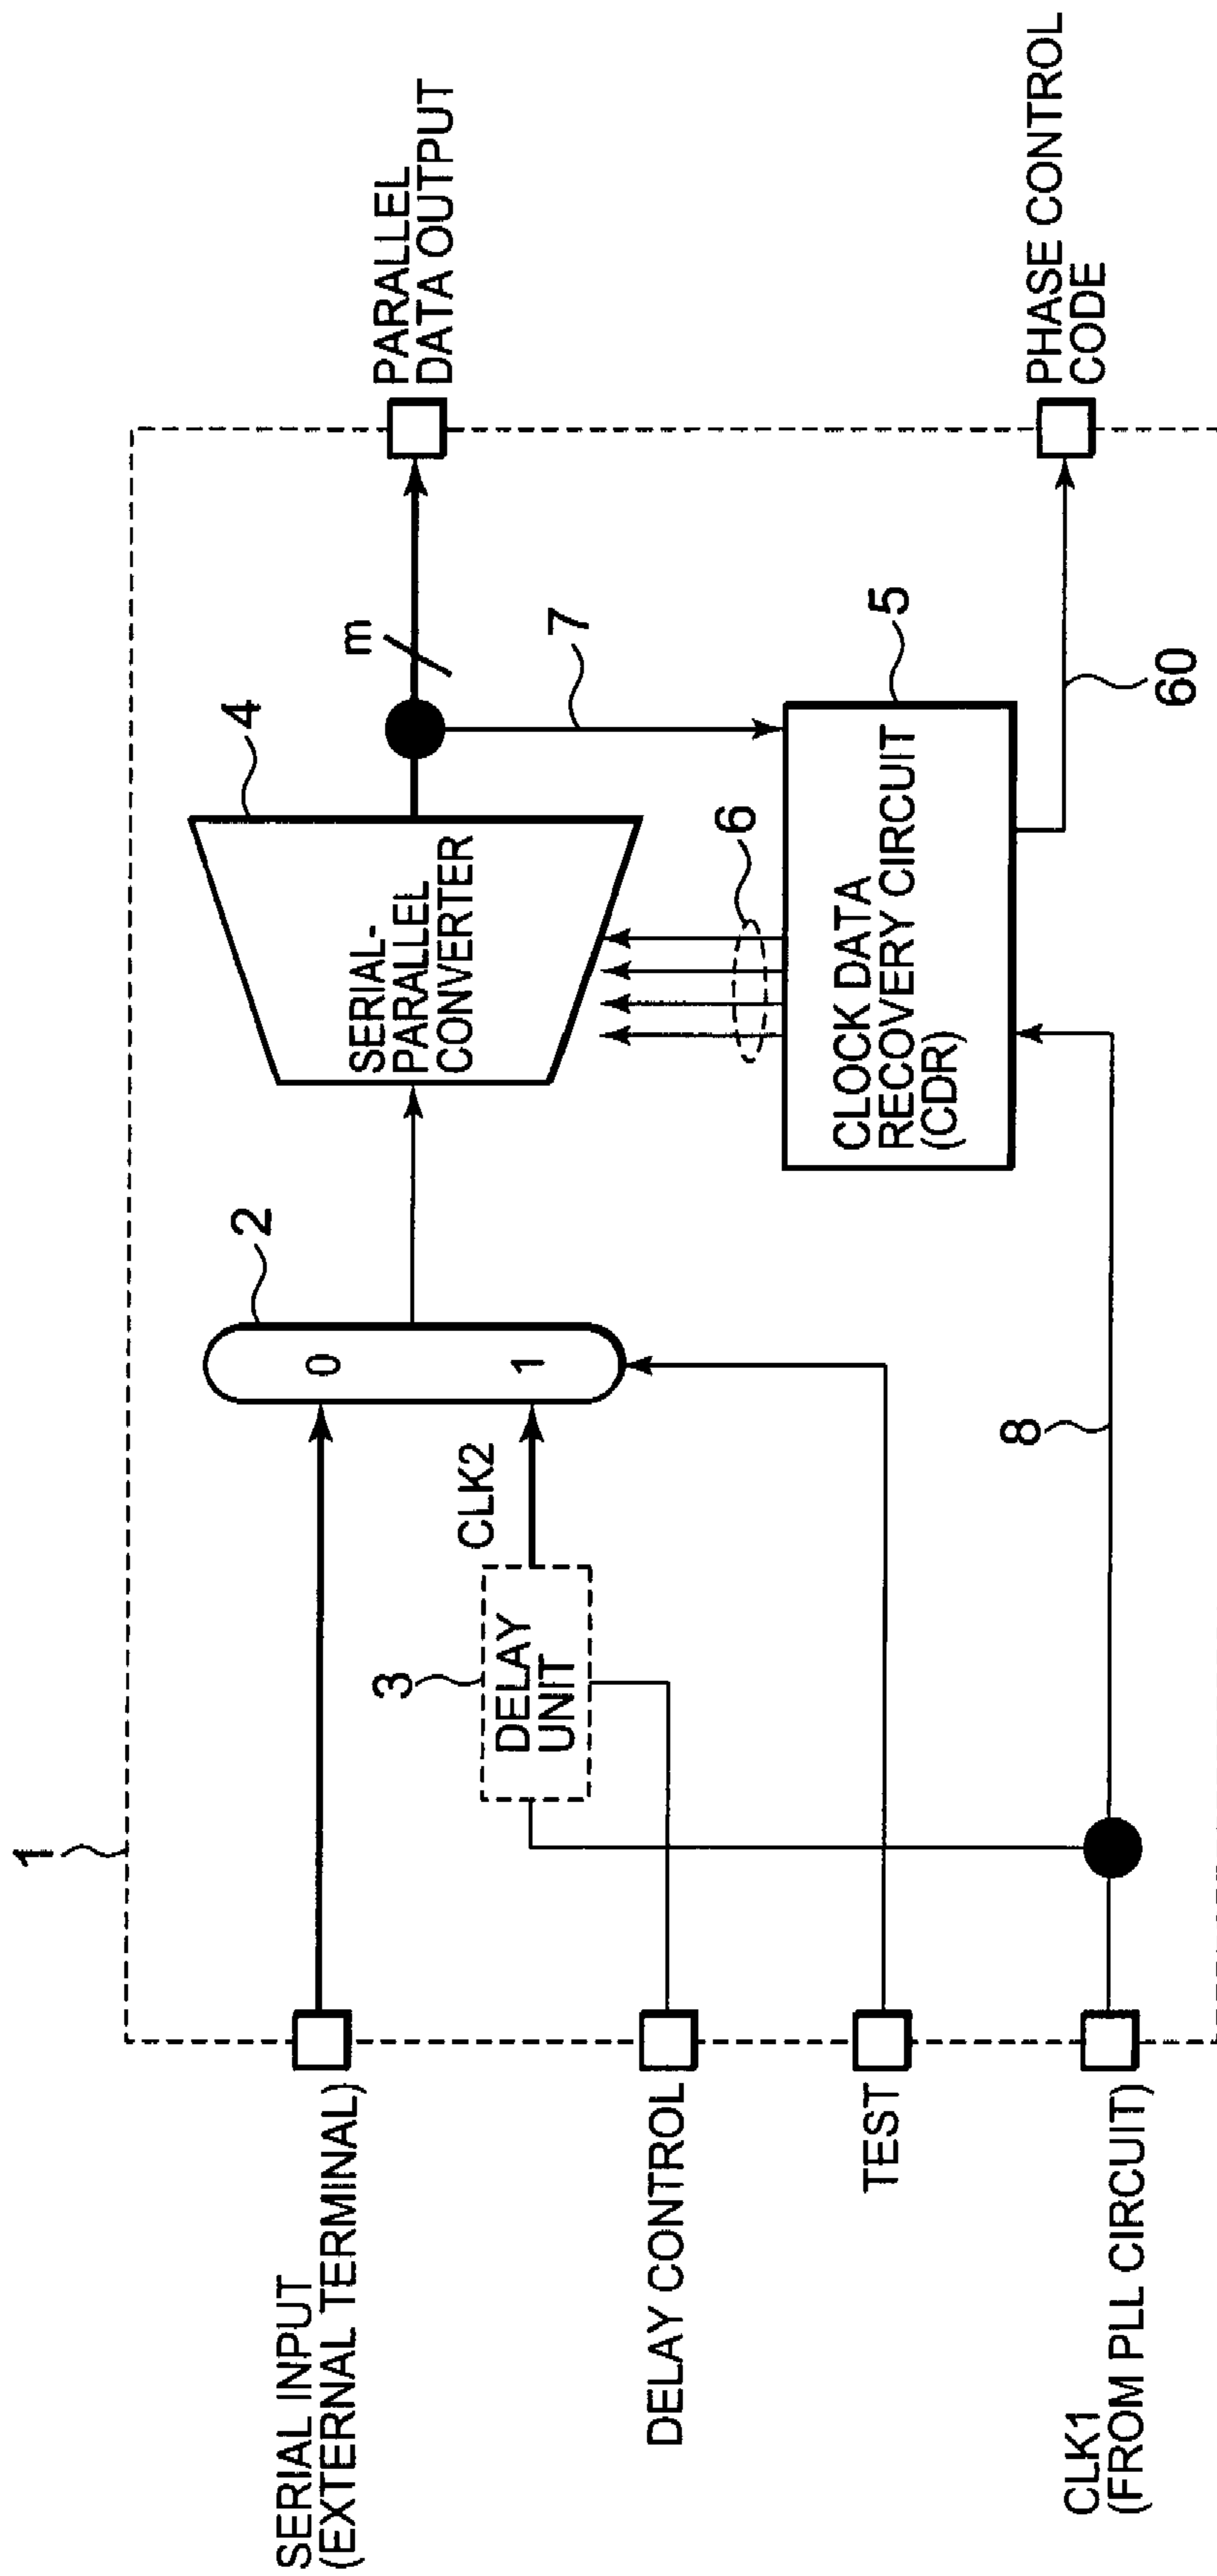 1
SERIAL INPUT
(EXTERNAL TERMINAL)
DELAY CONTROL
TEST
CLK1
(FROM PLL CIRCUIT)
3
DELAY
UNIT
CLK2
2
0
1
8
4
SERIAL-
PARALLEL
CONVERTER
m
7
6
5
CLOCK DATA
RECOVERY CIRCUIT
(CDR)
60
PARALLEL
DATA OUTPUT
PHASE CONTROL
CODE